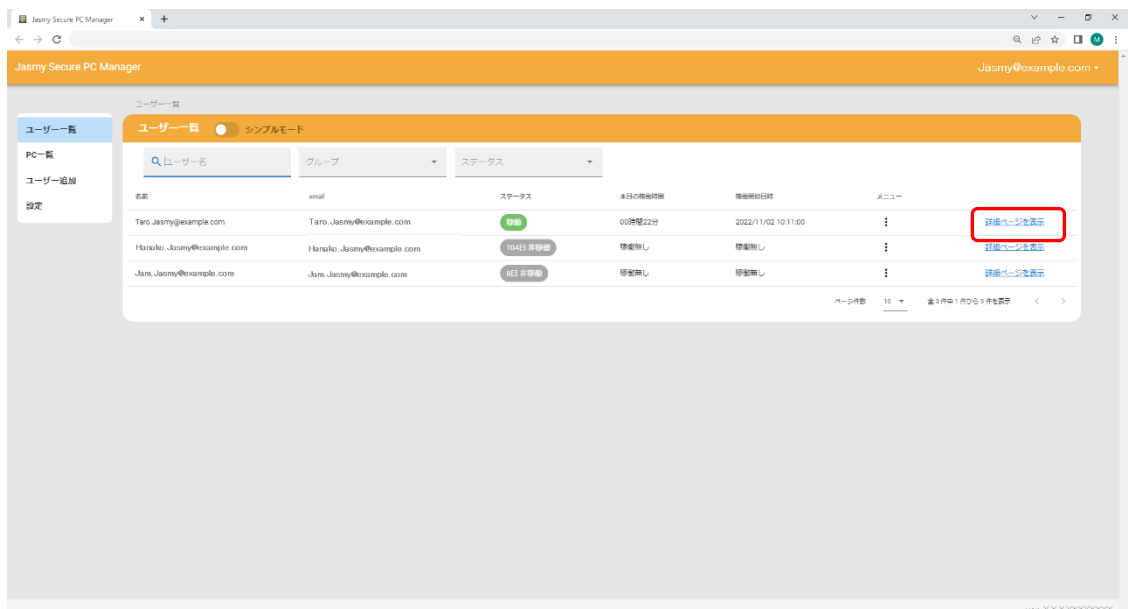 Jasmy Secure PC Manager
M
Jasmy Secure PC Manager
Jasmy@example.com
ユーザー一覧
ユーザー一覧
PC一覧
ユーザー追加
設定
ユーザー一覧 シンプルモード
ユーザー名 グループ ステータス
名前 email ステータス 本日の稼働時間 稼働開始日時 メニュー
Taro.Jasmy@example.com Taro.Jasmy@example.com 稼働 00時間22分 2022/11/02 10:11:00 詳細ページを表示
Hanako.Jasmy@example.com Hanako.Jasmy@example.com 104日 非稼働 稼働無し 稼働無し 詳細ページを表示
Jam.Jasmy@example.com Jam.Jasmy@example.com 8日 非稼働 稼働無し 稼働無し 詳細ページを表示
ページ件数 10 全3件中1件から3件を表示